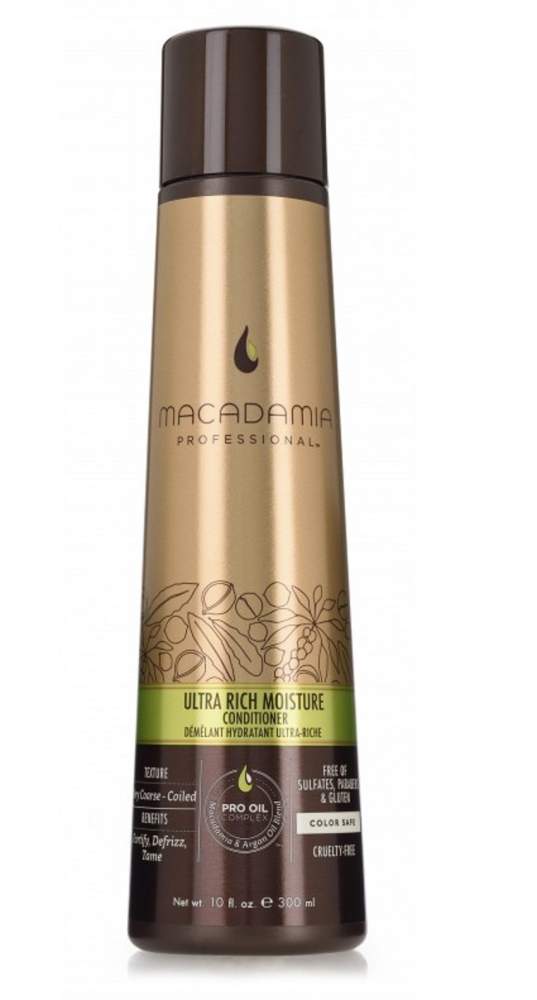 MACADAMIA
PROFESSIONAL™
ULTRA RICH MOISTURE
CONDITIONER
DÉMÊLANT HYDRATANT ULTRA-RICHE
TEXTURE
Coarse - Coiled
BENEFITS
Defrizz,
Tame
PRO OIL
COMPLEX
Macadamia & Argan Oil Blend
FREE OF
SULFATES,
& GLUTEN
COLOR SAFE
CRUELTY-FREE
Net wt 10 fl. oz. ℮ 300 ml